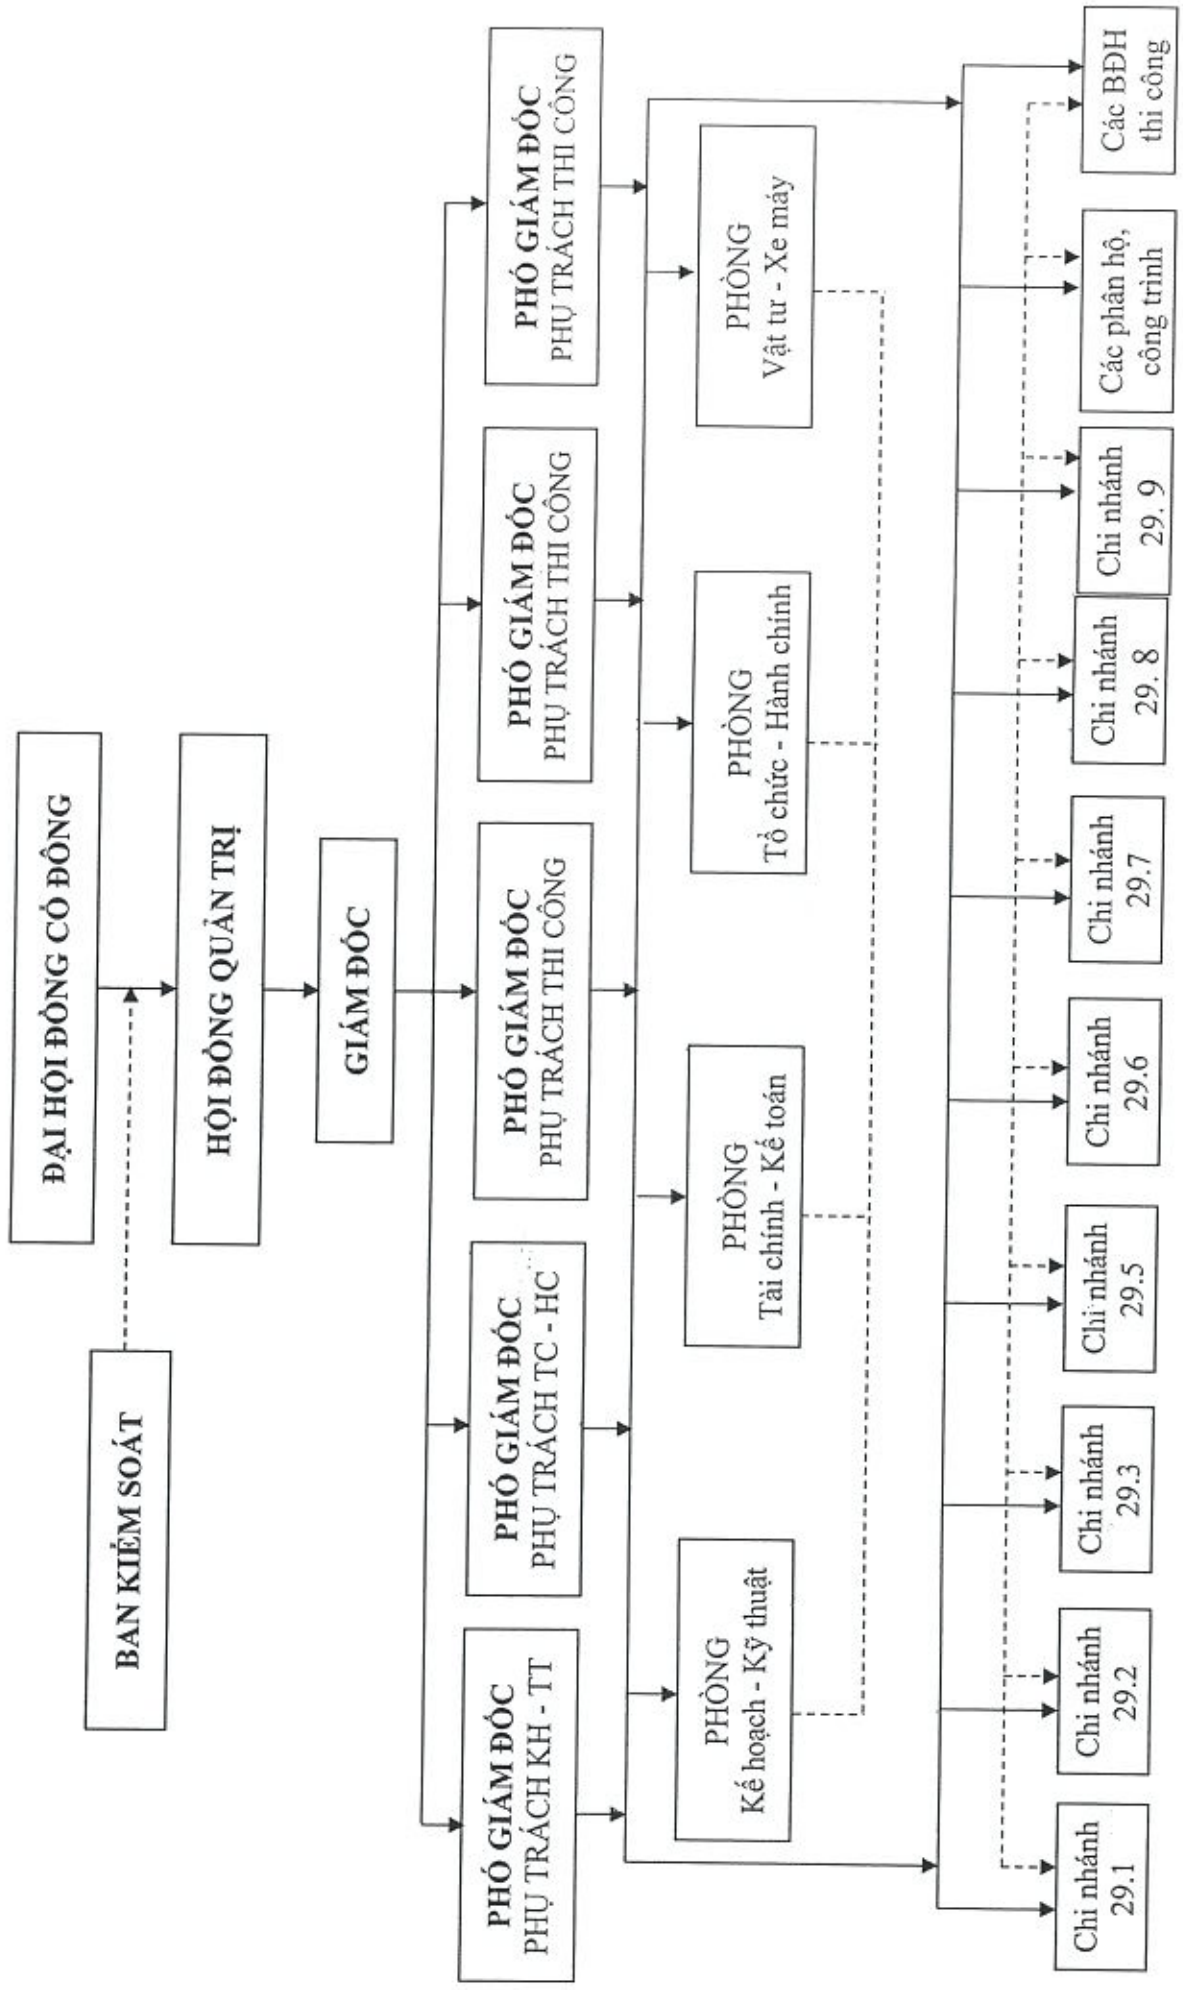 ĐẠI HỘI ĐỒNG CỔ ĐÔNG
BAN KIỂM SOÁT
HỘI ĐỒNG QUẢN TRỊ
GIÁM ĐỐC
PHÓ GIÁM ĐỐC
PHỤ TRÁCH KH - TT
PHÓ GIÁM ĐỐC
PHỤ TRÁCH TC - HC
PHÓ GIÁM ĐỐC
PHỤ TRÁCH THI CÔNG
PHÓ GIÁM ĐỐC
PHỤ TRÁCH THI CÔNG
PHÓ GIÁM ĐỐC
PHỤ TRÁCH THI CÔNG
PHÒNG
Kế hoạch - Kỹ thuật
PHÒNG
Tài chính - Kế toán
PHÒNG
Tổ chức - Hành chính
PHÒNG
Vật tư - Xe máy
Chi nhánh
29.1
Chi nhánh
29.2
Chi nhánh
29.3
Chi nhánh
29.5
Chi nhánh
29.6
Chi nhánh
29.7
Chi nhánh
29. 8
Chi nhánh
29. 9
Các phân hộ,
công trình
Các BĐH
thi công